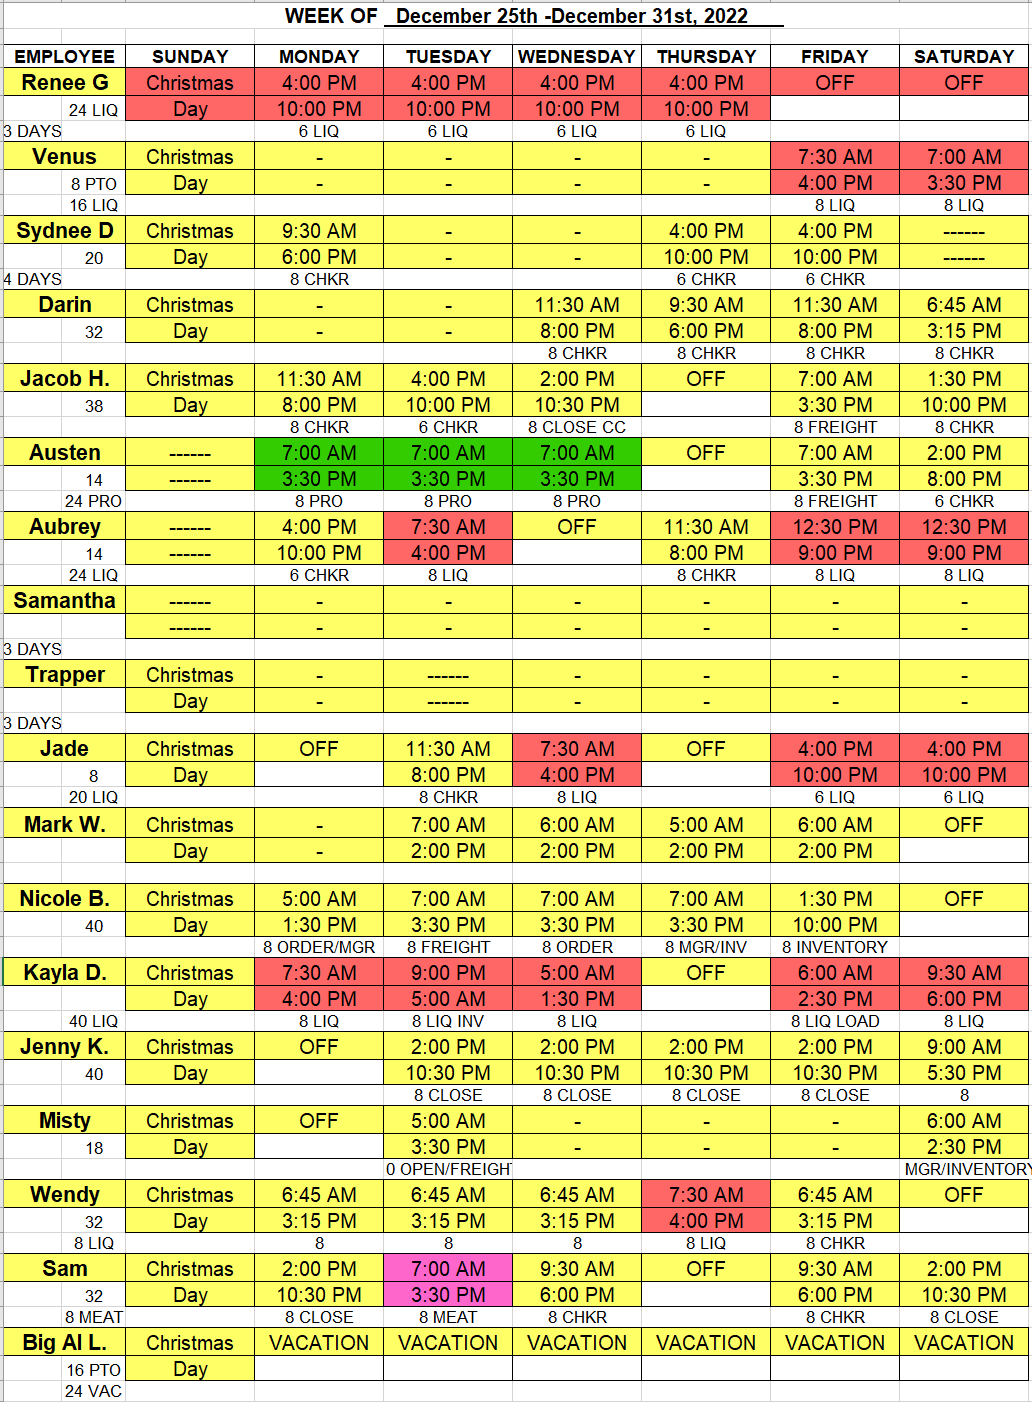 WEEK OF December 25th -December 31st, 2022
EMPLOYEE SUNDAY MONDAY TUESDAY WEDNESDAY THURSDAY FRIDAY SATURDAY
Renee G Christmas 4:00 PM 4:00 PM 4:00 PM 4:00 PM OFF OFF
24 LIQ Day 10:00 PM 10:00 PM 10:00 PM 10:00 PM
3 DAYS 6 LIQ 6 LIQ 6 LIQ 6 LIQ
Venus Christmas - - - - 7:30 AM 7:00 AM
8 PTO Day - - - - 4:00 PM 3:30 PM
16 LIQ 8 LIQ 8 LIQ
Sydnee D Christmas 9:30 AM - - 4:00 PM 4:00 PM ------
20 Day 6:00 PM - - 10:00 PM 10:00 PM ------
4 DAYS 8 CHKR 6 CHKR 6 CHKR
Darin Christmas - - 11:30 AM 9:30 AM 11:30 AM 6:45 AM
32 Day - - 8:00 PM 6:00 PM 8:00 PM 3:15 PM
8 CHKR 8 CHKR 8 CHKR 8 CHKR
Jacob H. Christmas 11:30 AM 4:00 PM 2:00 PM OFF 7:00 AM 1:30 PM
38 Day 8:00 PM 10:00 PM 10:30 PM 3:30 PM 10:00 PM
8 CHKR 6 CHKR 8 CLOSE CC 8 FREIGHT 8 CHKR
Austen ------ 7:00 AM 7:00 AM 7:00 AM OFF 7:00 AM 2:00 PM
14 ------ 3:30 PM 3:30 PM 3:30 PM 3:30 PM 8:00 PM
24 PRO 8 PRO 8 PRO 8 PRO 8 FREIGHT 6 CHKR
Aubrey ------ 4:00 PM 7:30 AM OFF 11:30 AM 12:30 PM 12:30 PM
14 ------ 10:00 PM 4:00 PM 8:00 PM 9:00 PM 9:00 PM
24 LIQ 6 CHKR 8 LIQ 8 CHKR 8 LIQ 8 LIQ
Samantha ------ - - - - - -
------ - - - - - -
3 DAYS
Trapper Christmas - ------ - - - -
Day - ------ - - - -
3 DAYS
Jade Christmas OFF 11:30 AM 7:30 AM OFF 4:00 PM 4:00 PM
8 Day 8:00 PM 4:00 PM 10:00 PM 10:00 PM
20 LIQ 8 CHKR 8 LIQ 6 LIQ 6 LIQ
Mark W. Christmas - 7:00 AM 6:00 AM 5:00 AM 6:00 AM OFF
Day - 2:00 PM 2:00 PM 2:00 PM 2:00 PM
Nicole B. Christmas 5:00 AM 7:00 AM 7:00 AM 7:00 AM 1:30 PM OFF
40 Day 1:30 PM 3:30 PM 3:30 PM 3:30 PM 10:00 PM
8 ORDER/MGR 8 FREIGHT 8 ORDER 8 MGR/INV 8 INVENTORY
Kayla D. Christmas 7:30 AM 9:00 PM 5:00 AM OFF 6:00 AM 9:30 AM
Day 4:00 PM 5:00 AM 1:30 PM 2:30 PM 6:00 PM
40 LIQ 8 LIQ 8 LIQ INV 8 LIQ 8 LIQ LOAD 8 LIQ
Jenny K. Christmas OFF 2:00 PM 2:00 PM 2:00 PM 2:00 PM 9:00 AM
40 Day 10:30 PM 10:30 PM 10:30 PM 10:30 PM 5:30 PM
8 CLOSE 8 CLOSE 8 CLOSE 8 CLOSE 8
Misty Christmas OFF 5:00 AM - - - 6:00 AM
18 Day 3:30 PM - - - 2:30 PM
0 OPEN/FREIGH MGR/INVENTORY
Wendy Christmas 6:45 AM 6:45 AM 6:45 AM 7:30 AM 6:45 AM OFF
32 Day 3:15 PM 3:15 PM 3:15 PM 4:00 PM 3:15 PM
8 LIQ 8 8 8 8 LIQ 8 CHKR
Sam Christmas 2:00 PM 7:00 AM 9:30 AM OFF 9:30 AM 2:00 PM
32 Day 10:30 PM 3:30 PM 6:00 PM 6:00 PM 10:30 PM
8 MEAT 8 CLOSE 8 MEAT 8 CHKR 8 CHKR 8 CLOSE
Big Al L. Christmas VACATION VACATION VACATION VACATION VACATION VACATION
16 PTO Day
24 VAC